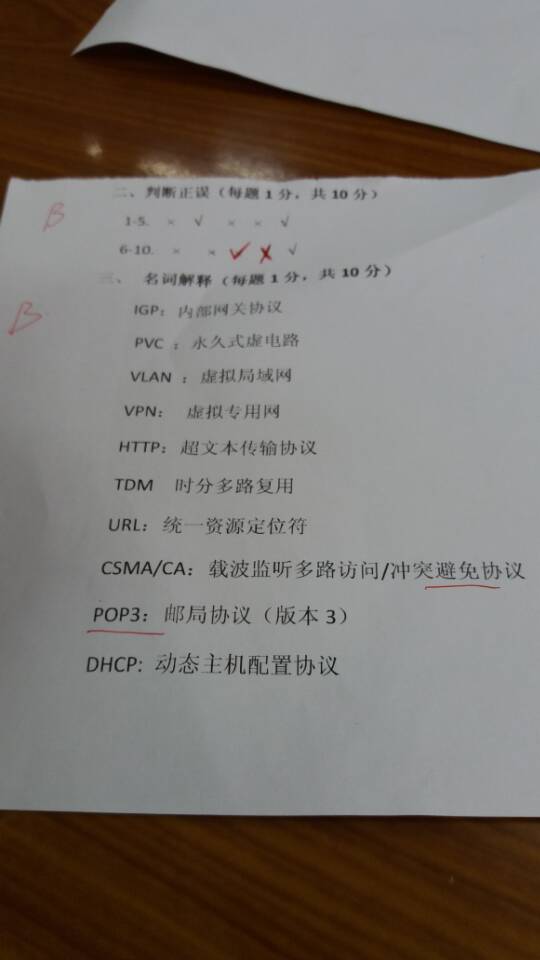 二、判断正误（每题 1 分，共 10 分）
B
1-5. × √ × × √
6-10. × × ✓ ✗ √
三、 名词解释（每题 1 分，共 10 分）
B
IGP：内部网关协议
PVC ：永久式虚电路
VLAN ：虚拟局域网
VPN： 虚拟专用网
HTTP：超文本传输协议
TDM 时分多路复用
URL：统一资源定位符
CSMA/CA：载波监听多路访问/冲突避免协议
POP3：邮局协议（版本 3）
DHCP: 动态主机配置协议